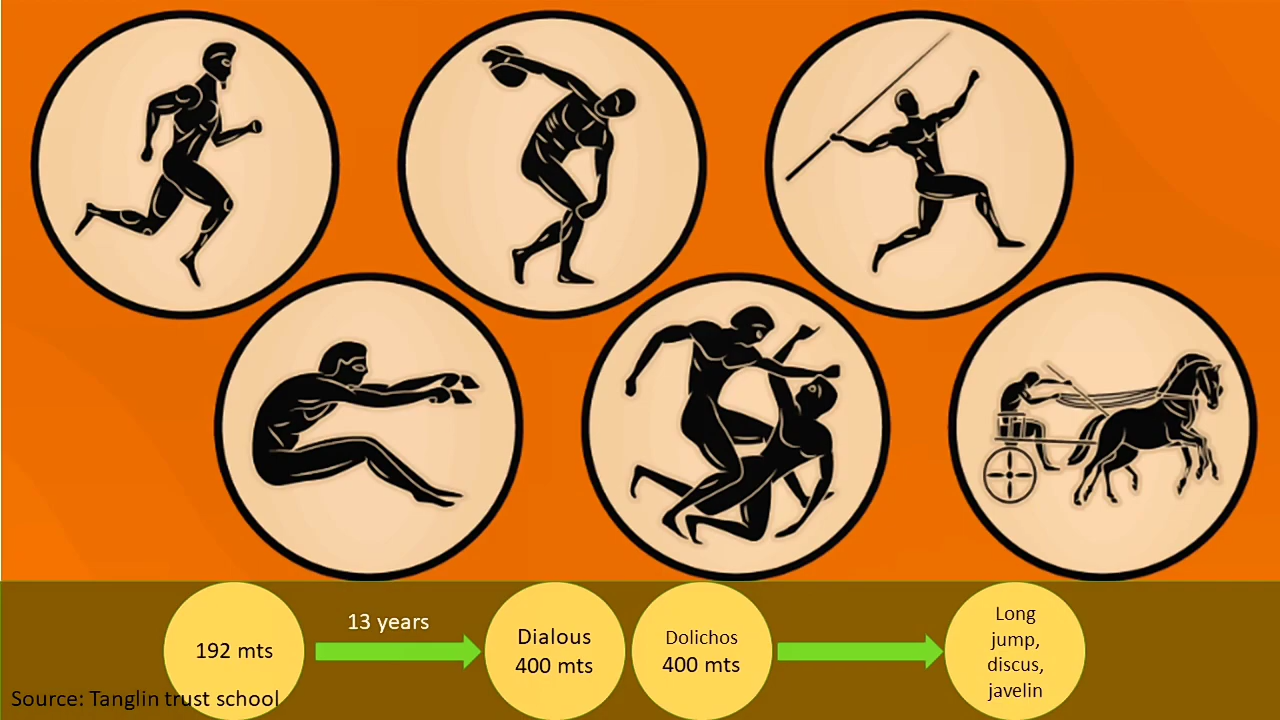 192 mts
13 years
Dialous
400 mts
Dolichos
400 mts
Long
jump,
discus,
javelin
Source: Tanglin trust school